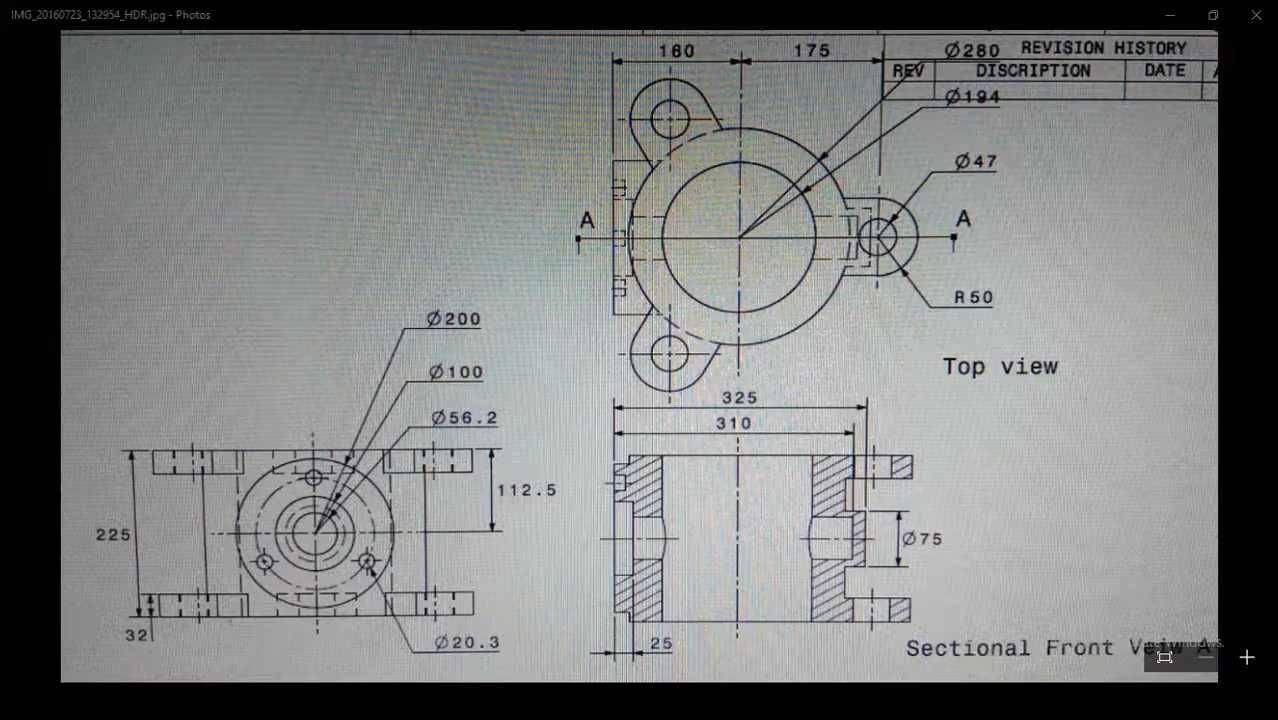 IMG_20160723_132954_HDR.jpg - Photos
160
175
Ø280
REVISION HISTORY
REV
DISCRIPTION
DATE
Ø194
Ø47
A
A
R50
Top view
Ø200
325
Ø100
310
Ø56.2
112.5
225
Ø75
32
Ø20.3
25
Sectional Front
A